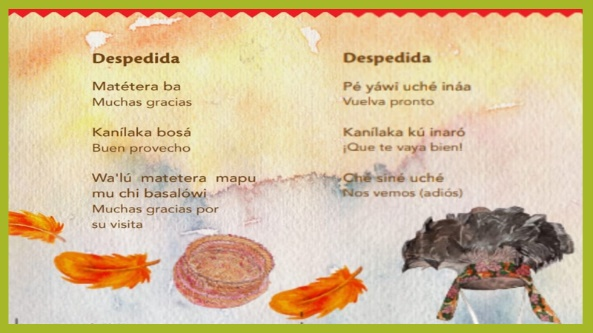 Despedida
Matétera ba
Muchas gracias
Kanílaka bosá
Buen provecho
Wa'lú matetera mapu
mu chi basalówi
Muchas gracias por
su visita
Despedida
Pé yáwi uché ináa
Vuelva pronto
Kanílaka kú inaró
¡Que te vaya bien!
Ché siné uché
Nos vemos (adiós)